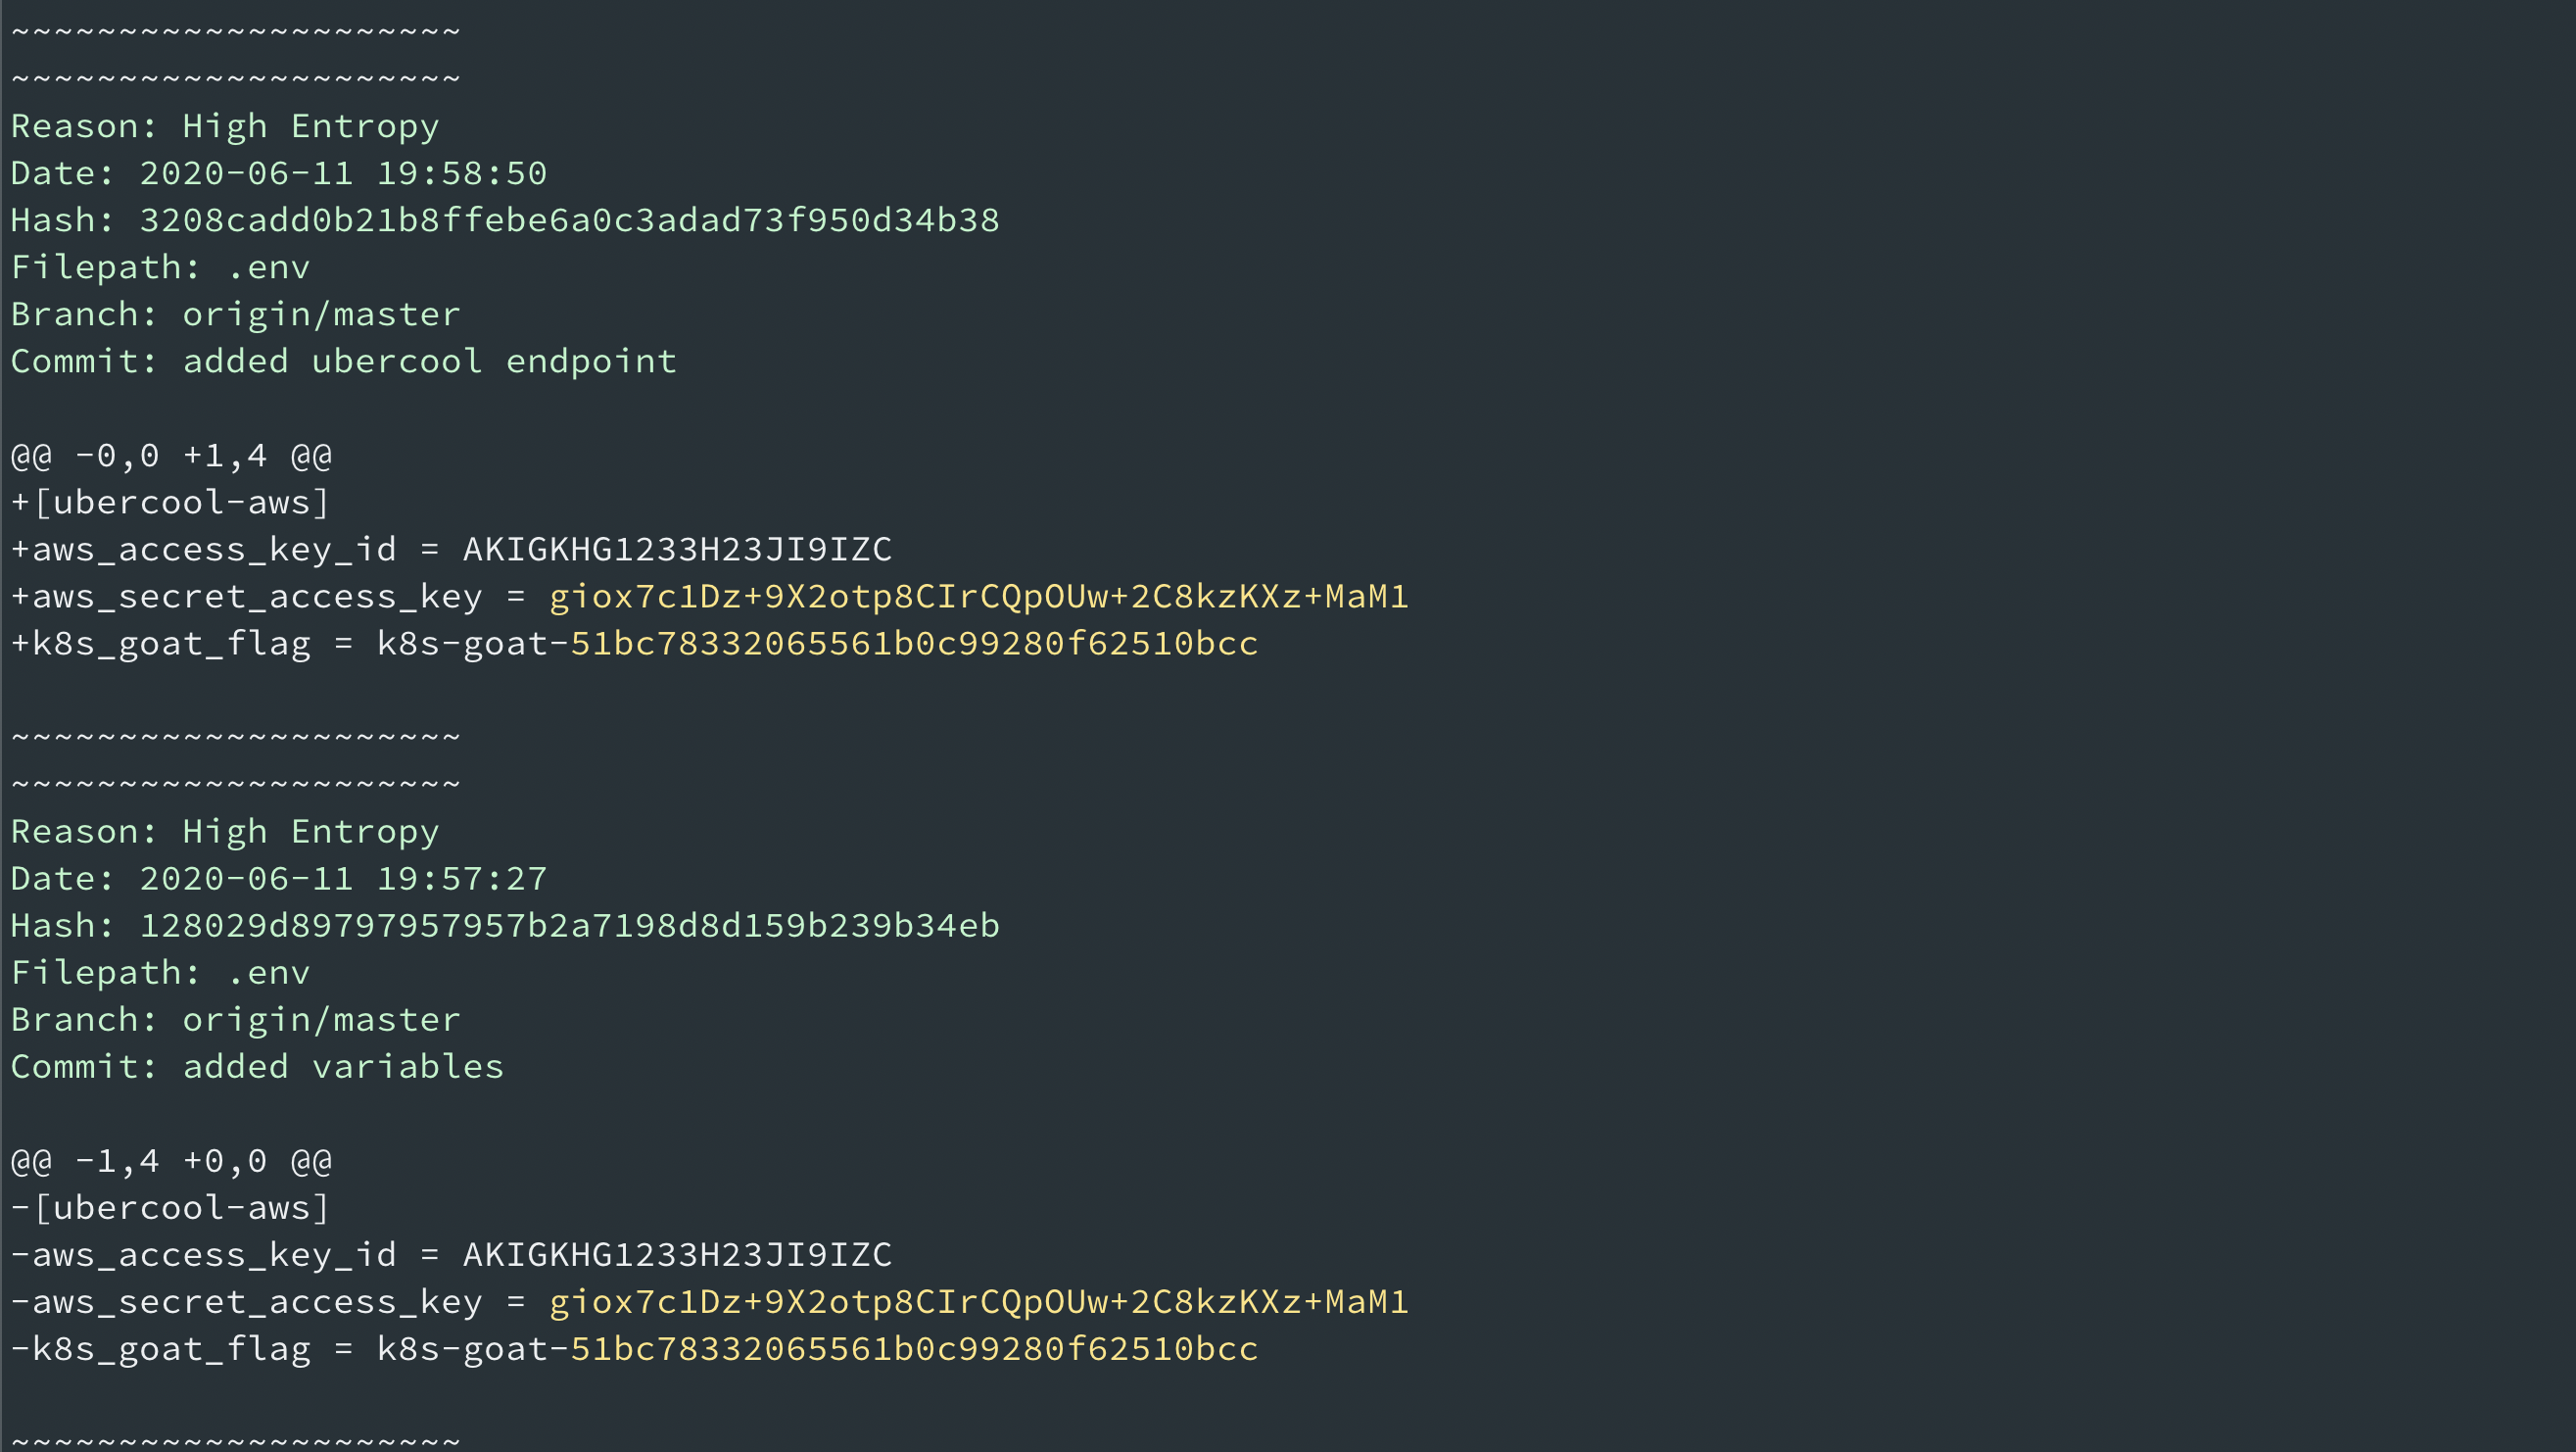 ~~~~~~~~~~~~~~~~~~~~~
~~~~~~~~~~~~~~~~~~~~~
Reason: High Entropy
Date: 2020-06-11 19:58:50
Hash: 3208cadd0b21b8ffebe6a0c3adad73f950d34b38
Filepath: .env
Branch: origin/master
Commit: added ubercool endpoint
@@ -0,0 +1,4 @@
+[ubercool-aws]
+aws_access_key_id = AKIGKHG1233H23JI9IZC
+aws_secret_access_key = giox7c1Dz+9X2otp8CIrCQpOUw+2C8kzKXz+MaM1
+k8s_goat_flag = k8s-goat-51bc78332065561b0c99280f62510bcc
~~~~~~~~~~~~~~~~~~~~~
~~~~~~~~~~~~~~~~~~~~~
Reason: High Entropy
Date: 2020-06-11 19:57:27
Hash: 128029d89797957957b2a7198d8d159b239b34eb
Filepath: .env
Branch: origin/master
Commit: added variables
@@ -1,4 +0,0 @@
-[ubercool-aws]
-aws_access_key_id = AKIGKHG1233H23JI9IZC
-aws_secret_access_key = giox7c1Dz+9X2otp8CIrCQpOUw+2C8kzKXz+MaM1
-k8s_goat_flag = k8s-goat-51bc78332065561b0c99280f62510bcc
~~~~~~~~~~~~~~~~~~~~~